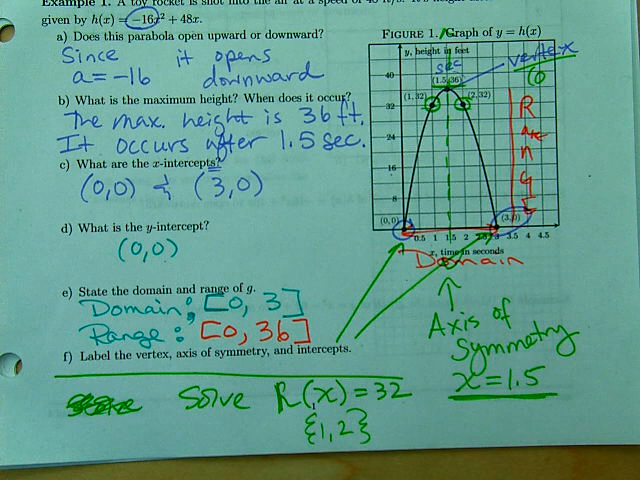 Example 1. A toy rocket is shot into the air at a speed of 48 ft/s.
given by h(x) = −16x² + 48x.
a) Does this parabola open upward or downward?
Since it opens
a = −16 downward
b) What is the maximum height? When does it occur?
The max. height is 36 ft.
It occurs after 1.5 sec.
c) What are the x-intercepts?
(0,0) & (3,0)
d) What is the y-intercept?
(0,0)
e) State the domain and range of g.
Domain: [0, 3]
Range: [0, 36]
f) Label the vertex, axis of symmetry, and intercepts.
Solve R(x) = 32
{1,2}
FIGURE 1. Graph of y = h(x)
y, height in feet
sec
vertex
(1.5,36)
40
(1,32)
(2,32)
32
24
16
8
(0,0)
(3,0)
0.5 1 1.5 2 2.5 3 3.5 4 4.5
x, time in seconds
Range
Domain
Axis of
Symmetry
x = 1.5